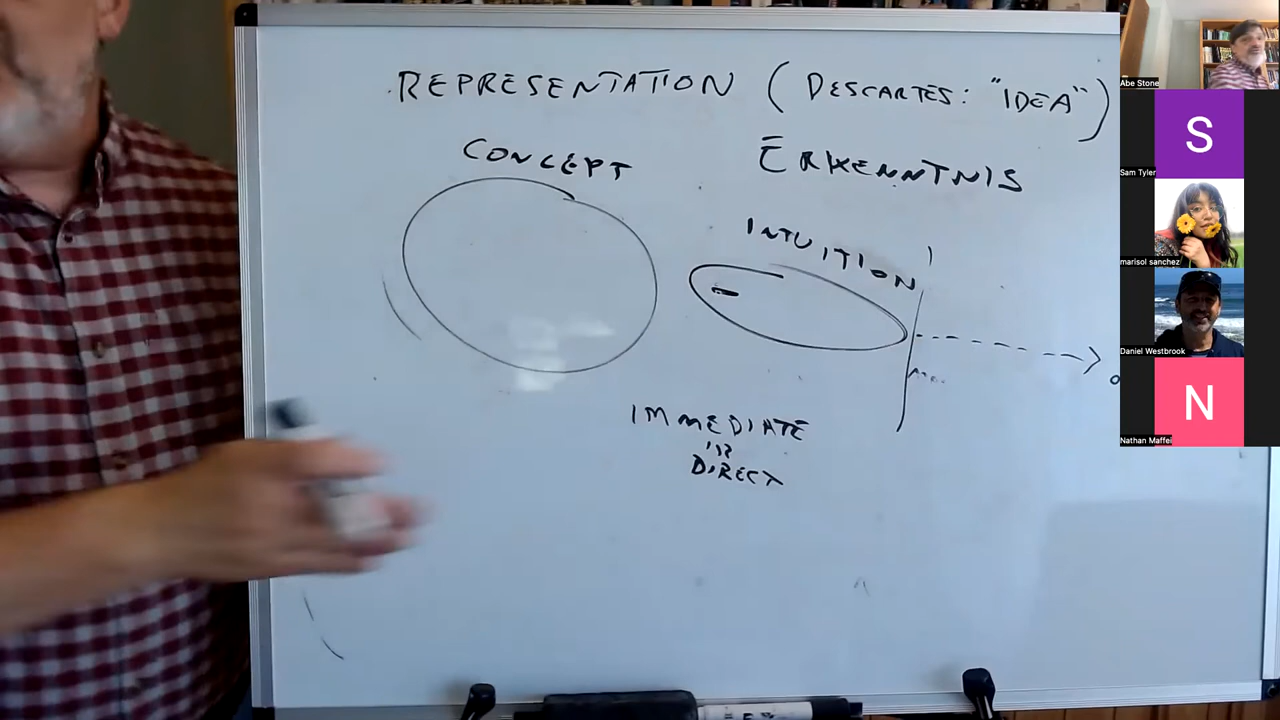 REPRESENTATION (DESCARTES: "IDEA")
CONCEPT
ERKENNTNIS
INTUITION
IMMEDIATE
DIRECT
Abe Stone
S
Sam Tyler
marisol sanchez
Daniel Westbrook
N
Nathan Maffei